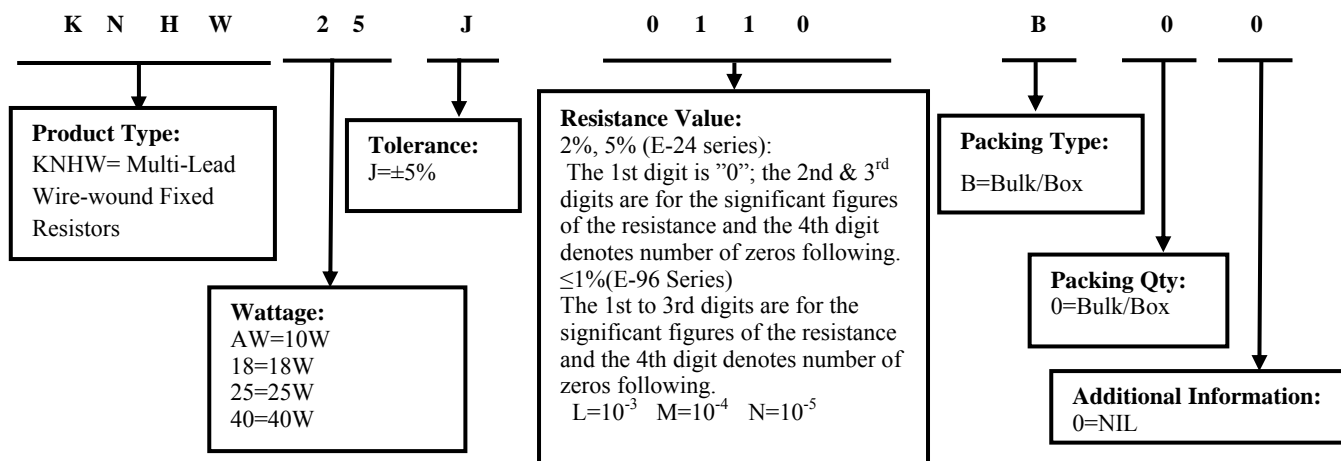 K N H W 2 5 J 0 1 1 0 B 0 0
Product Type:
KNHW= Multi-Lead
Wire-wound Fixed
Resistors
Wattage:
AW=10W
18=18W
25=25W
40=40W
Tolerance:
J=±5%
Resistance Value:
2%, 5% (E-24 series):
The 1st digit is ”0”; the 2nd & 3rd
digits are for the significant figures
of the resistance and the 4th digit
denotes number of zeros following.
≤1%(E-96 Series)
The 1st to 3rd digits are for the
significant figures of the resistance
and the 4th digit denotes number of
zeros following.
L=10-3 M=10-4 N=10-5
Packing Type:
B=Bulk/Box
Packing Qty:
0=Bulk/Box
Additional Information:
0=NIL